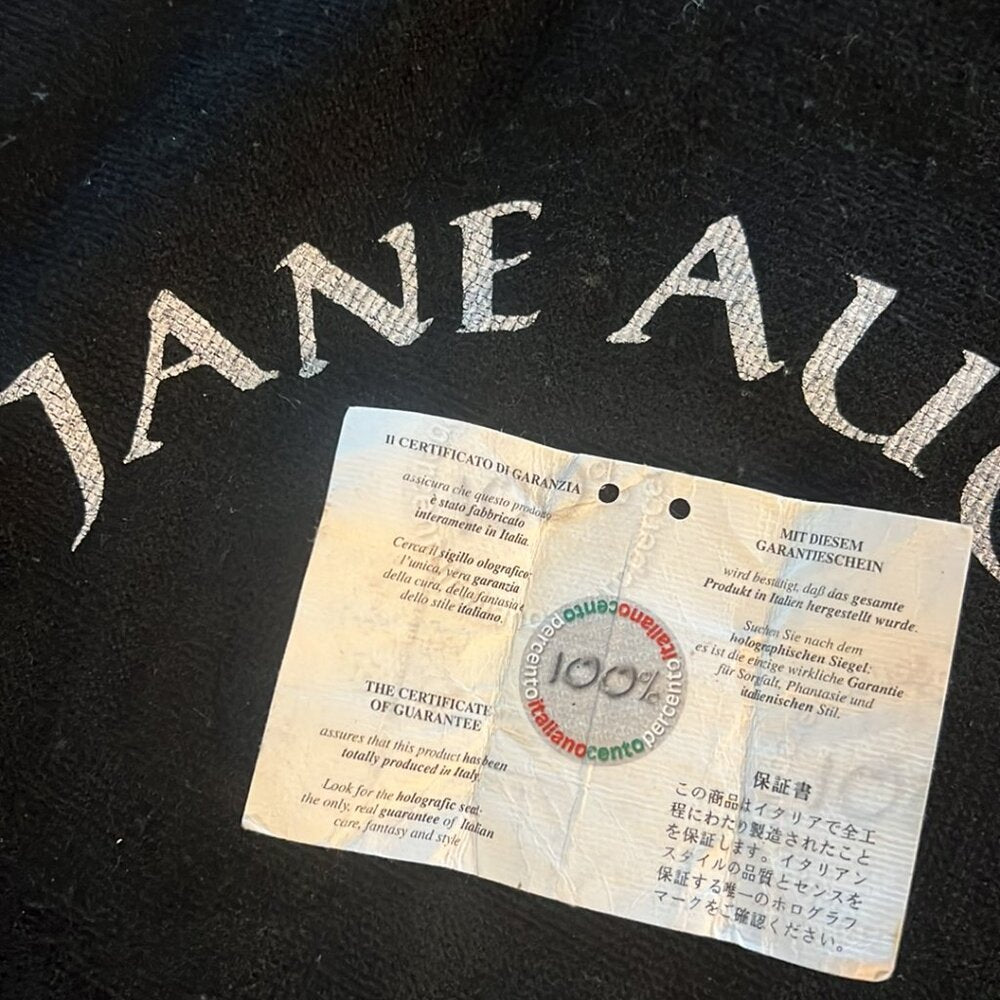 JANE AU
Il CERTIFICATO DI GARANZIA
assicura che questo prodotto
è stato fabbricato
interamente in Italia.
Cerca il sigillo olografico:
l'unica, vera garanzia
della cura, della fantasia e
dello stile italiano.
THE CERTIFICATE
OF GUARANTEE
assures that this product has been
totally produced in Italy.
Look for the holografic seal:
the only, real guarantee of Italian
care, fantasy and style
100%
percentoitalianocentopercentoitalianocento
MIT DIESEM
GARANTIESCHEIN
wird bestätigt, daß das gesamte
Produkt in Italien hergestellt wurde.
Suchen Sie nach dem
holographischen Siegel:
es ist die einzige wirkliche Garantie
für Sorgfalt, Phantasie und
italienischen Stil.
保証書
この商品はイタリアで全工
程にわたり製造されたこと
を保証します。イタリアン
スタイルの品質とセンスを
保証する唯一のホログラフ
マークをご確認ください。